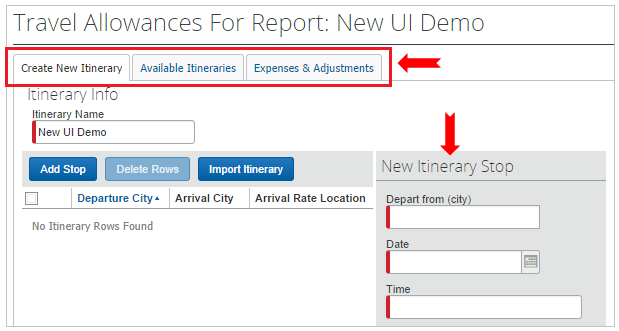 Travel Allowances For Report: New UI Demo
Create New Itinerary Available Itineraries Expenses & Adjustments
Itinerary Info
Itinerary Name
New UI Demo
Add Stop Delete Rows Import Itinerary
Departure City Arrival City Arrival Rate Location
No Itinerary Rows Found
New Itinerary Stop
Depart from (city)
Date
Time